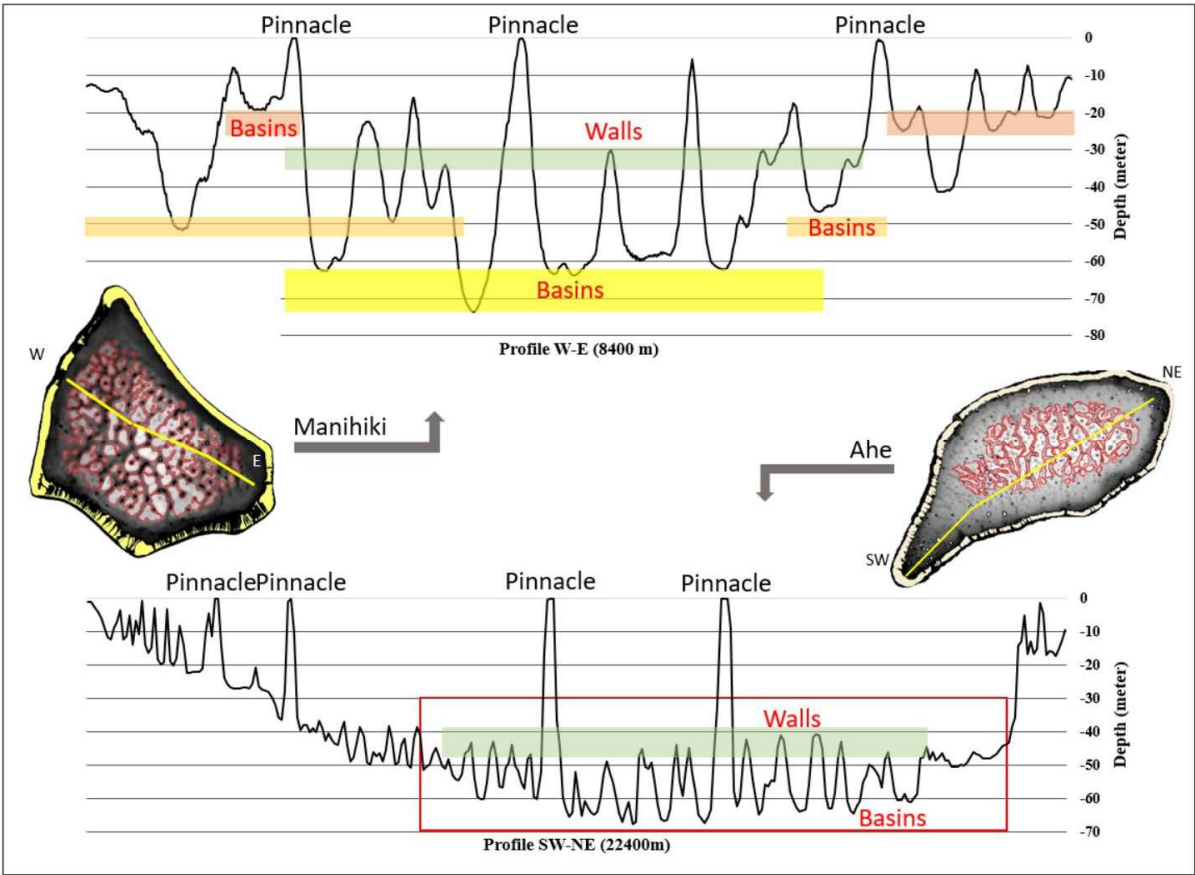 Pinnacle Pinnacle Pinnacle
0
-10
-20
Basins Walls
-30
-40
-50
Basins
-60
Basins
-70
-80
Depth (meter)
Profile W-E (8400 m)
W
E
Manihiki
NE
Ahe
SW
PinnaclePinnacle Pinnacle Pinnacle
0
-10
-20
-30
Walls
-40
-50
-60
Basins
-70
Depth (meter)
Profile SW-NE (22400m)